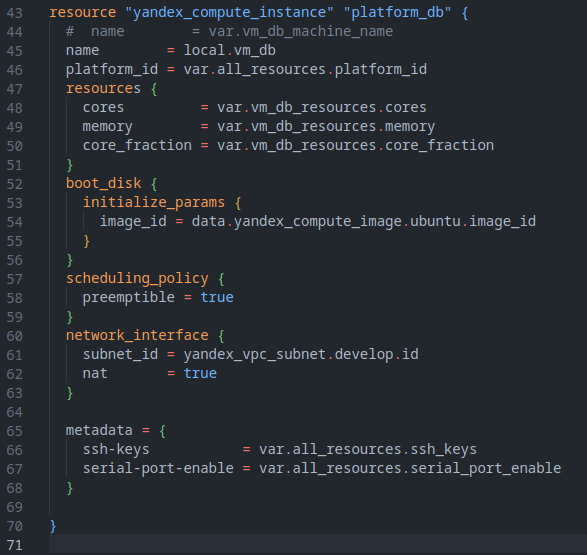 43 resource "yandex_compute_instance" "platform_db" {
44   #  name        = var.vm_db_machine_name
45   name        = local.vm_db
46   platform_id = var.all_resources.platform_id
47   resources {
48     cores         = var.vm_db_resources.cores
49     memory        = var.vm_db_resources.memory
50     core_fraction = var.vm_db_resources.core_fraction
51   }
52   boot_disk {
53     initialize_params {
54       image_id = data.yandex_compute_image.ubuntu.image_id
55     }
56   }
57   scheduling_policy {
58     preemptible = true
59   }
60   network_interface {
61     subnet_id = yandex_vpc_subnet.develop.id
62     nat       = true
63   }
64
65   metadata = {
66     ssh-keys           = var.all_resources.ssh_keys
67     serial-port-enable = var.all_resources.serial_port_enable
68   }
69
70 }
71